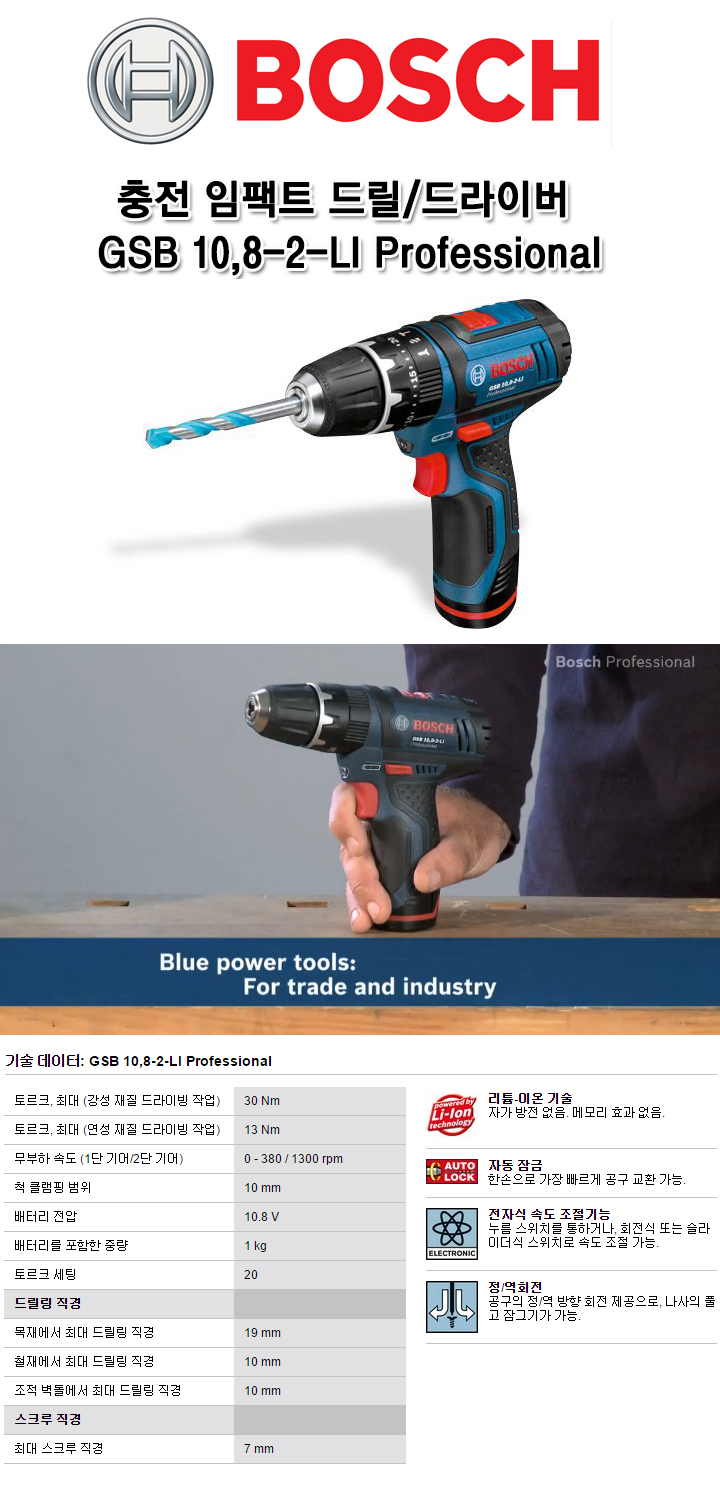 BOSCH
충전 임팩트 드릴/드라이버
GSB 10,8-2-LI Professional
BOSCH
GSB 10,8-2-LI
Professional
20
15
10
Bosch Professional
BOSCH
GSB 10,8-2-LI
Professional
Blue power tools:
For trade and industry
기술 데이터: GSB 10,8-2-LI Professional
토르크, 최대 (강성 재질 드라이빙 작업) 30 Nm
토르크, 최대 (연성 재질 드라이빙 작업) 13 Nm
무부하 속도 (1단 기어/2단 기어) 0 - 380 / 1300 rpm
척 클램핑 범위 10 mm
배터리 전압 10.8 V
배터리를 포함한 중량 1 kg
토르크 세팅 20
드릴링 직경
목재에서 최대 드릴링 직경 19 mm
철재에서 최대 드릴링 직경 10 mm
조적 벽돌에서 최대 드릴링 직경 10 mm
스크루 직경
최대 스크루 직경 7 mm
powered by
Li-Ion
technology
리튬-이온 기술
자가 방전 없음. 메모리 효과 없음.
AUTO
LOCK
자동 잠금
한손으로 가장 빠르게 공구 교환 가능.
ELECTRONIC
전자식 속도 조절기능
누름 스위치를 통하거나, 회전식 또는 슬라
이더식 스위치로 속도 조절 가능.
정/역회전
공구의 정/역 방향 회전 제공으로, 나사의 풀
고 잠그기가 가능.